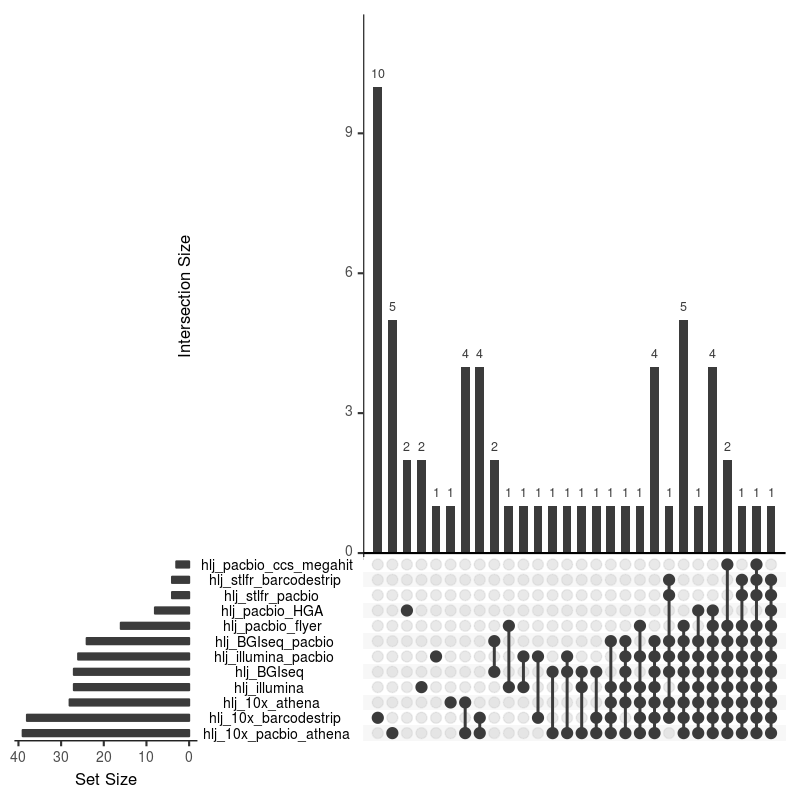 10
9
6
5
5
4 4
4
4
3
2 2
2
2
1 1
1 1 1 1 1 1 1 1 1 1
1
1
1 1 1
0
Intersection Size
hlj_pacbio_ccs_megahit
hlj_stlfr_barcodestrip
hlj_stlfr_pacbio
hlj_pacbio_HGA
hlj_pacbio_flyer
hlj_BGIseq_pacbio
hlj_illumina_pacbio
hlj_BGIseq
hlj_illumina
hlj_10x_athena
hlj_10x_barcodestrip
hlj_10x_pacbio_athena
40 30 20 10 0
Set Size